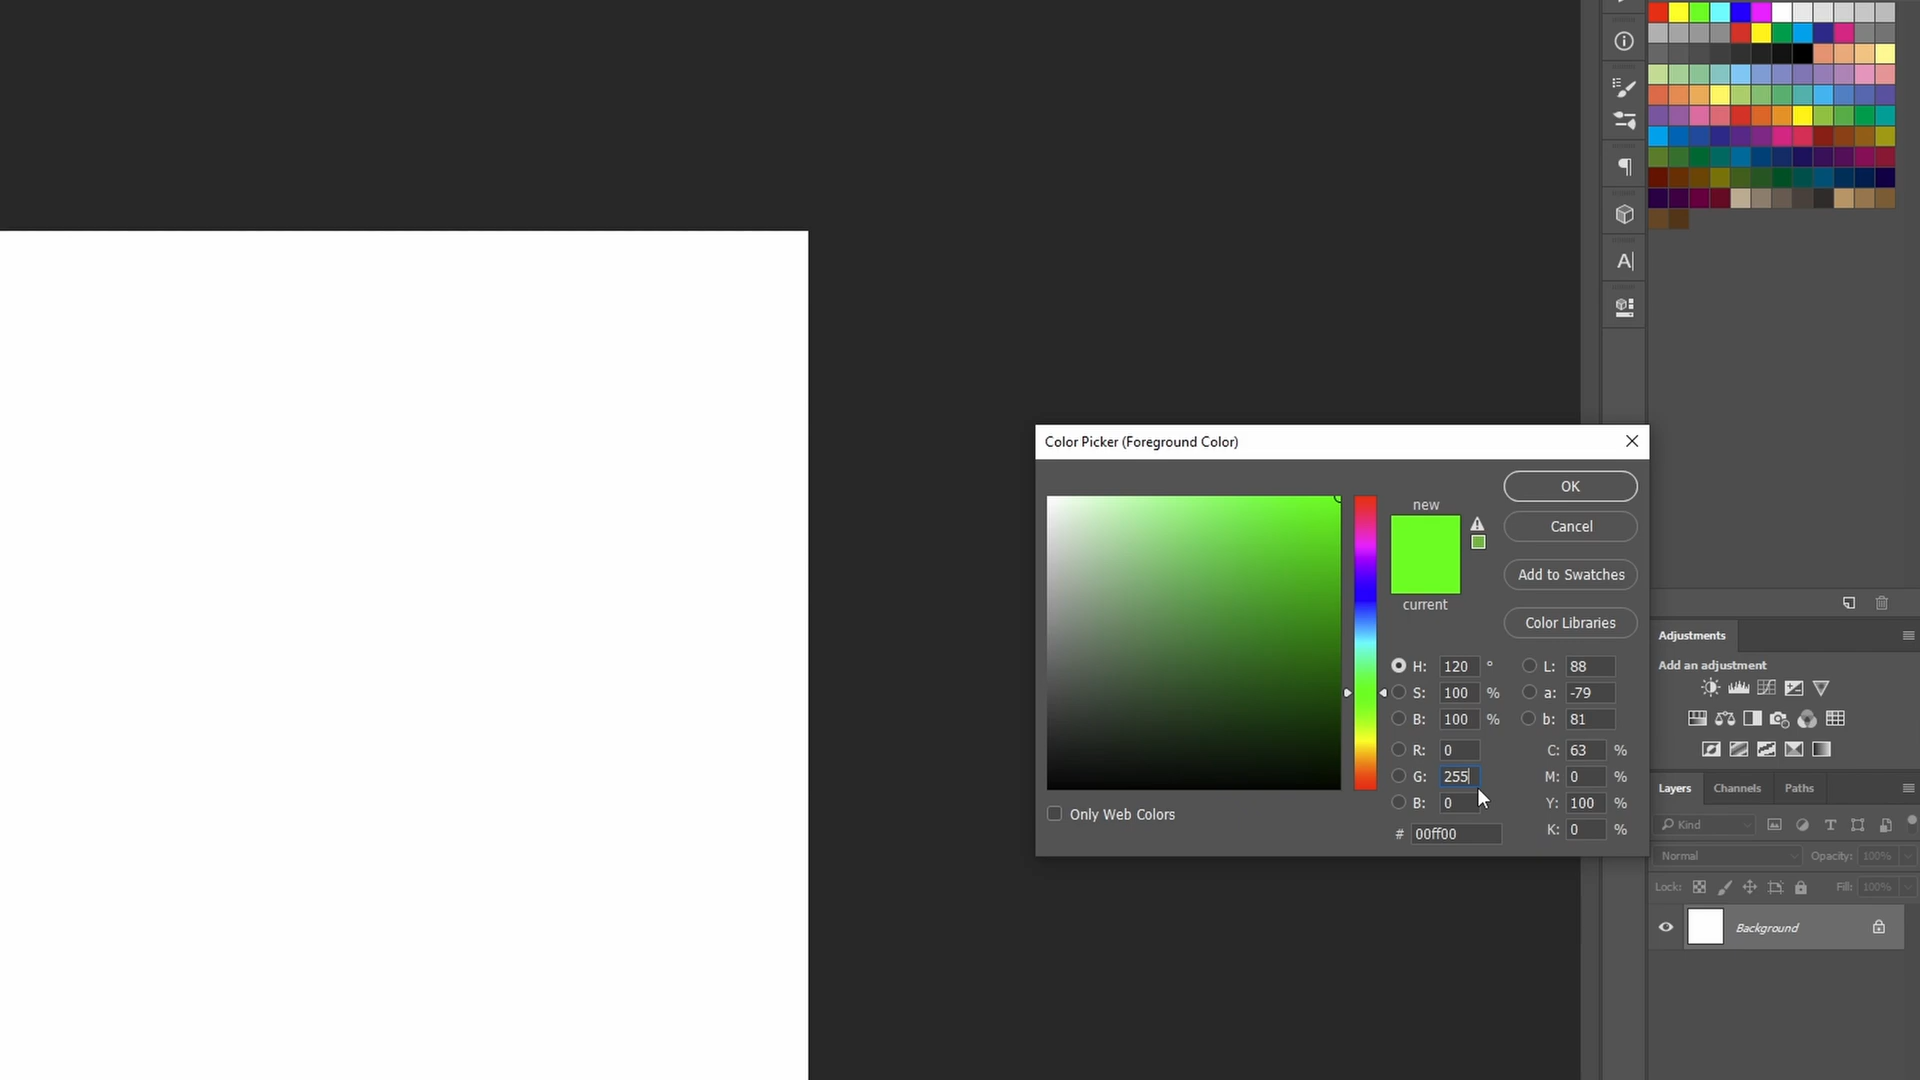 Color Picker (Foreground Color)
new
current
OK
Cancel
Add to Swatches
Color Libraries
H: 120 °
S: 100 %
B: 100 %
R: 0
G: 255
B: 0
# 00ff00
L: 88
a: -79
b: 81
C: 63 %
M: 0 %
Y: 100 %
K: 0 %
Only Web Colors
Adjustments
Add an adjustment
Layers Channels Paths
Kind
Normal Opacity: 100%
Lock: Fill: 100%
Background